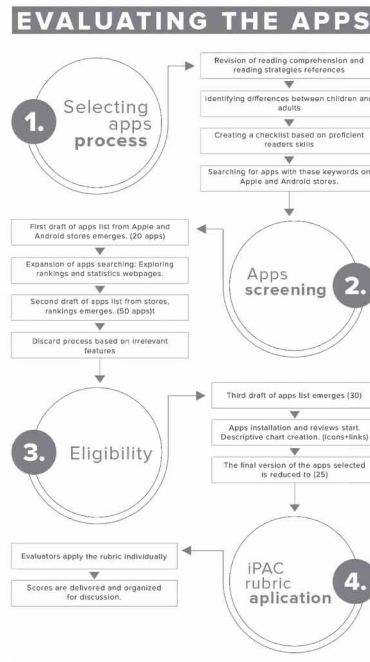 EVALUATING THE APPS
1.
Selecting
apps
process
Revision of reading comprehension and
reading strategies references
Identifying differences between children and
adults
Creating a checklist based on proficient
readers skills
Searching for apps with these keywords on
Apple and Android stores.
Apps
screening
2.
First draft of apps list from Apple and
Android stores emerges. (20 apps)
Expansion of apps searching: Exploring
rankings and statistics webpages.
Second draft of apps list from stores,
rankings emerges. (50 apps)t
Discard process based on irrelevant
features
3.
Eligibility
Third draft of apps list emerges (30)
Apps installation and reviews start.
Descriptive chart creation. (Icons+links)
The final version of the apps selected
is reduced to (25)
iPAC
rubric
aplication
4.
Evaluators apply the rubric individually
Scores are delivered and organized
for discussion.